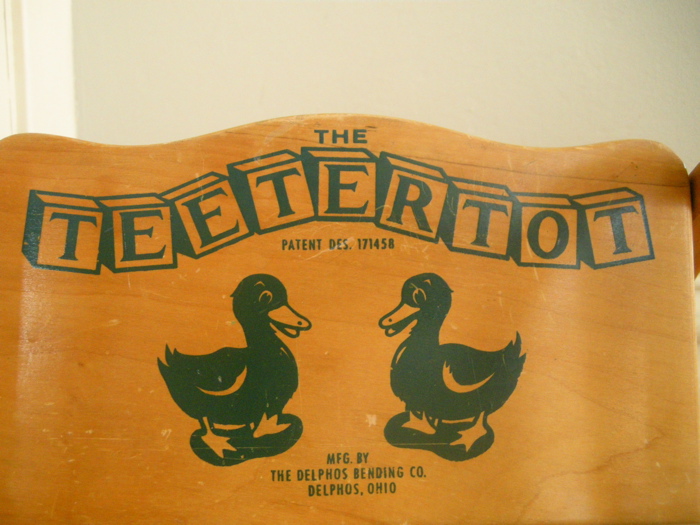 THE
TEETERTOT
PATENT DES. 171458
MFG. BY
THE DELPHOS BENDING CO.
DELPHOS, OHIO